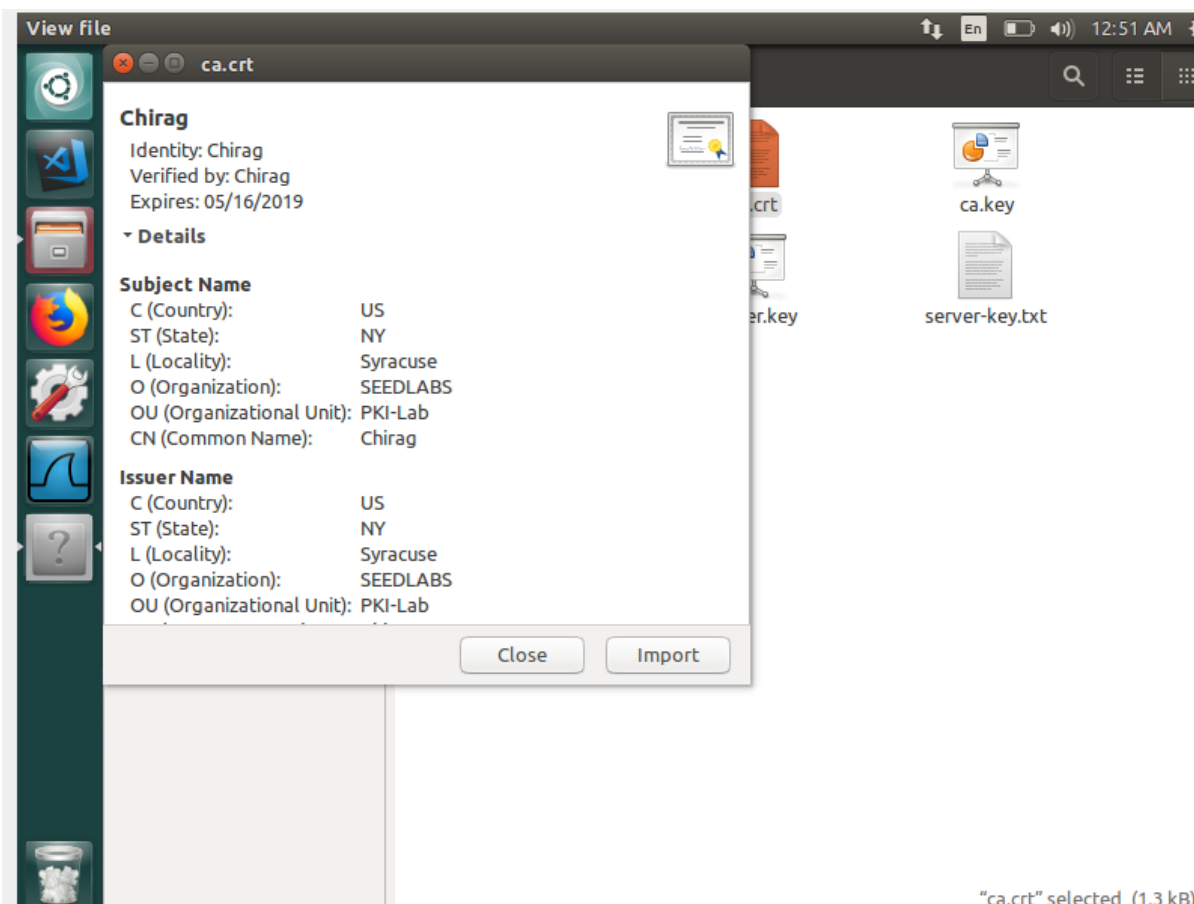 View file
En
12:51 AM
ca.crt
Chirag
Identity: Chirag
Verified by: Chirag
Expires: 05/16/2019
Details
Subject Name
C (Country): US
ST (State): NY
L (Locality): Syracuse
O (Organization): SEEDLABS
OU (Organizational Unit): PKI-Lab
CN (Common Name): Chirag
Issuer Name
C (Country): US
ST (State): NY
L (Locality): Syracuse
O (Organization): SEEDLABS
OU (Organizational Unit): PKI-Lab
Close Import
.crt
ca.key
er.key
server-key.txt
"ca.crt" selected (1.3 kB)